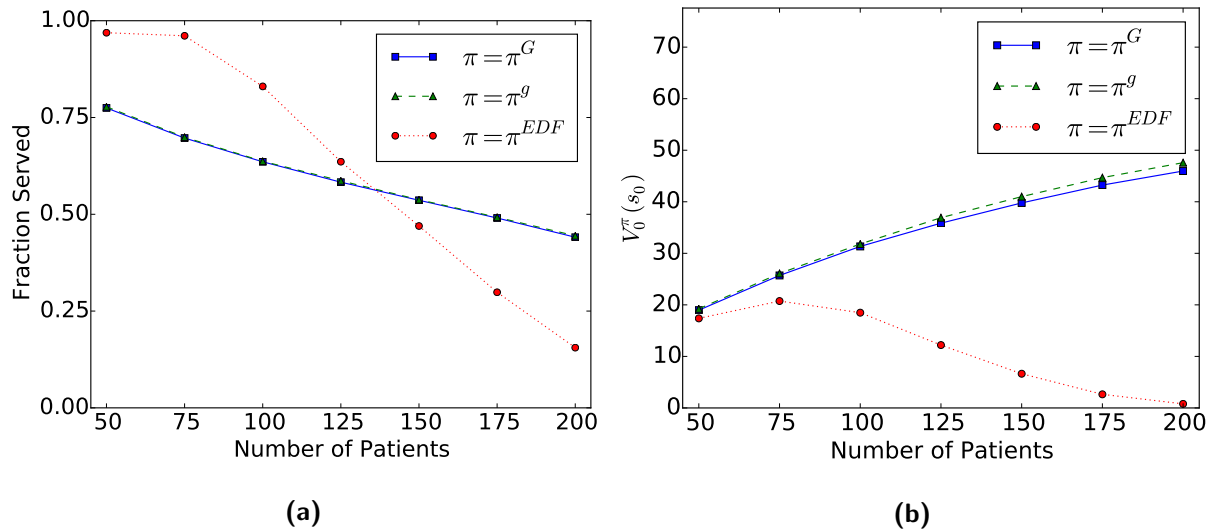 1.00
0.75
0.50
0.25
0.00
Fraction Served
50 75 100 125 150 175 200
Number of Patients
π = π^G
π = π^g
π = π^EDF
(a)
70
60
50
40
30
20
10
0
V_0^π(s_0)
50 75 100 125 150 175 200
Number of Patients
π = π^G
π = π^g
π = π^EDF
(b)